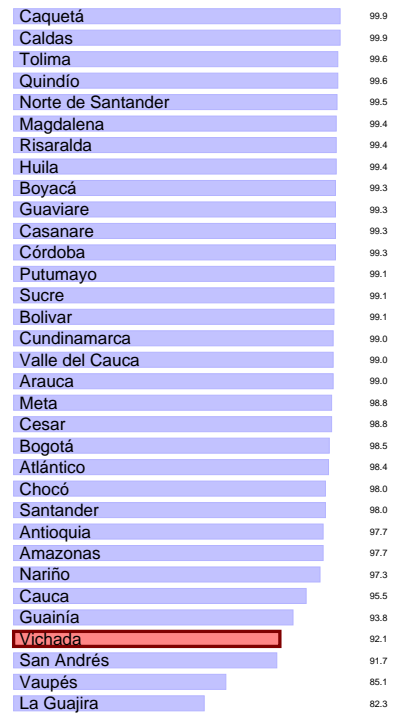 Caquetá 99.9
Caldas 99.9
Tolima 99.6
Quindío 99.6
Norte de Santander 99.5
Magdalena 99.4
Risaralda 99.4
Huila 99.4
Boyacá 99.3
Guaviare 99.3
Casanare 99.3
Córdoba 99.3
Putumayo 99.1
Sucre 99.1
Bolivar 99.1
Cundinamarca 99.0
Valle del Cauca 99.0
Arauca 99.0
Meta 98.8
Cesar 98.8
Bogotá 98.5
Atlántico 98.4
Chocó 98.0
Santander 98.0
Antioquia 97.7
Amazonas 97.7
Nariño 97.3
Cauca 95.5
Guainía 93.8
Vichada 92.1
San Andrés 91.7
Vaupés 85.1
La Guajira 82.3